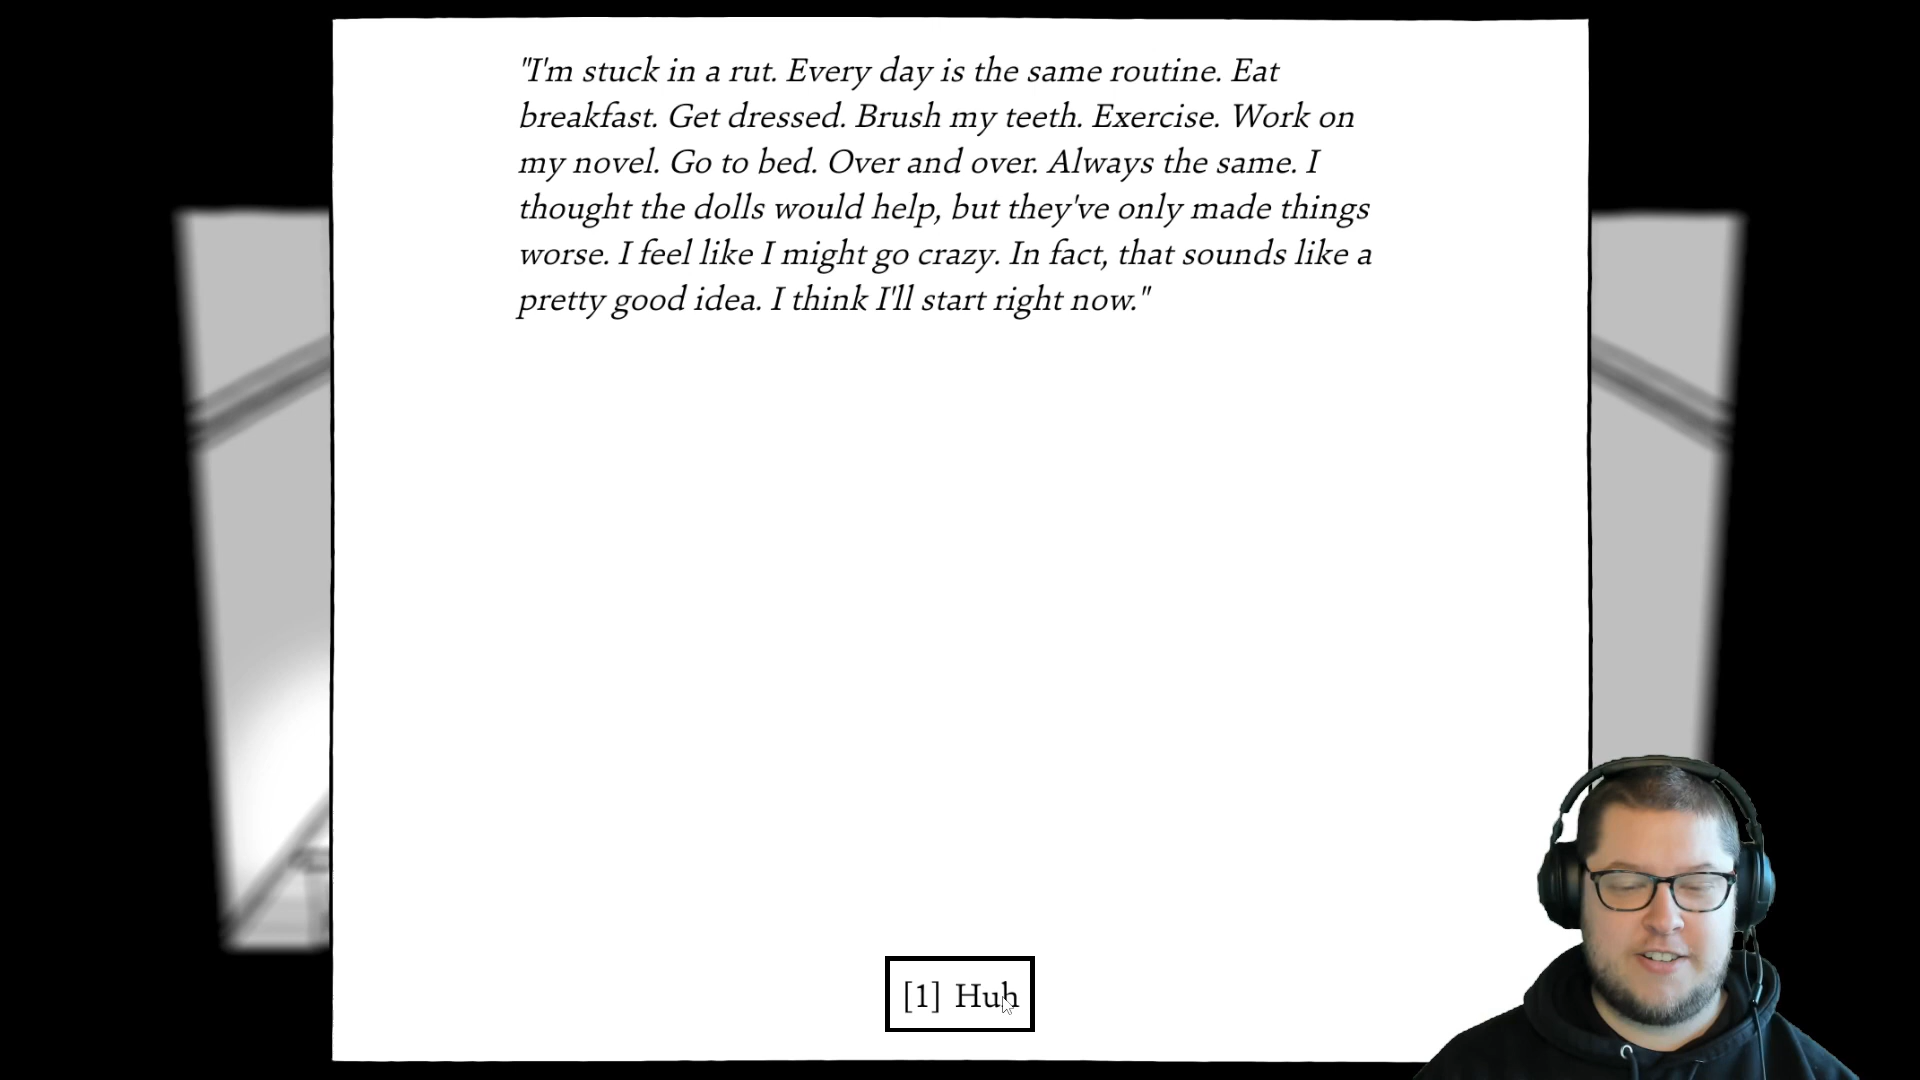 "I'm stuck in a rut. Every day is the same routine. Eat
breakfast. Get dressed. Brush my teeth. Exercise. Work on
my novel. Go to bed. Over and over. Always the same. I
thought the dolls would help, but they've only made things
worse. I feel like I might go crazy. In fact, that sounds like a
pretty good idea. I think I'll start right now."
[1] Huh